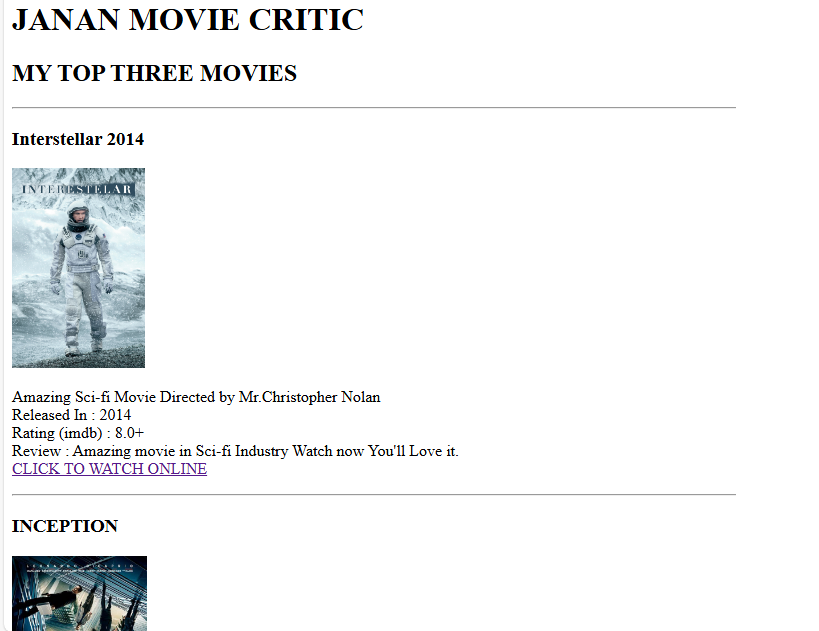 JANAN MOVIE CRITIC
MY TOP THREE MOVIES
Interstellar 2014
INTERESTELAR
Amazing Sci-fi Movie Directed by Mr.Christopher Nolan
Released In : 2014
Rating (imdb) : 8.0+
Review : Amazing movie in Sci-fi Industry Watch now You'll Love it.
CLICK TO WATCH ONLINE
INCEPTION